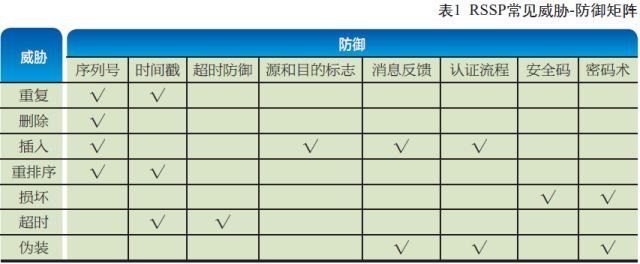 表1 RSSP常见威胁-防御矩阵
威胁 防御
序列号 时间戳 超时防御 源和目的标志 消息反馈 认证流程 安全码 密码术
重复 √ √
删除 √
插入 √ √ √ √
重排序 √ √
损坏 √ √
超时 √ √
伪装 √ √ √